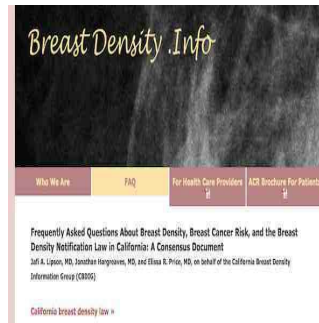 Breast Density .Info
Who We Are
FAQ
For Health Care Providers
ACR Brochure For Patients
Frequently Asked Questions About Breast Density, Breast Cancer Risk, and the Breast
Density Notification Law in California: A Consensus Document
Jafi A. Lipson, MD, Jonathan Hargreaves, MD, and Elissa R. Price, MD, on behalf of the California Breast Density
Information Group (CBDIG)
California breast density law »